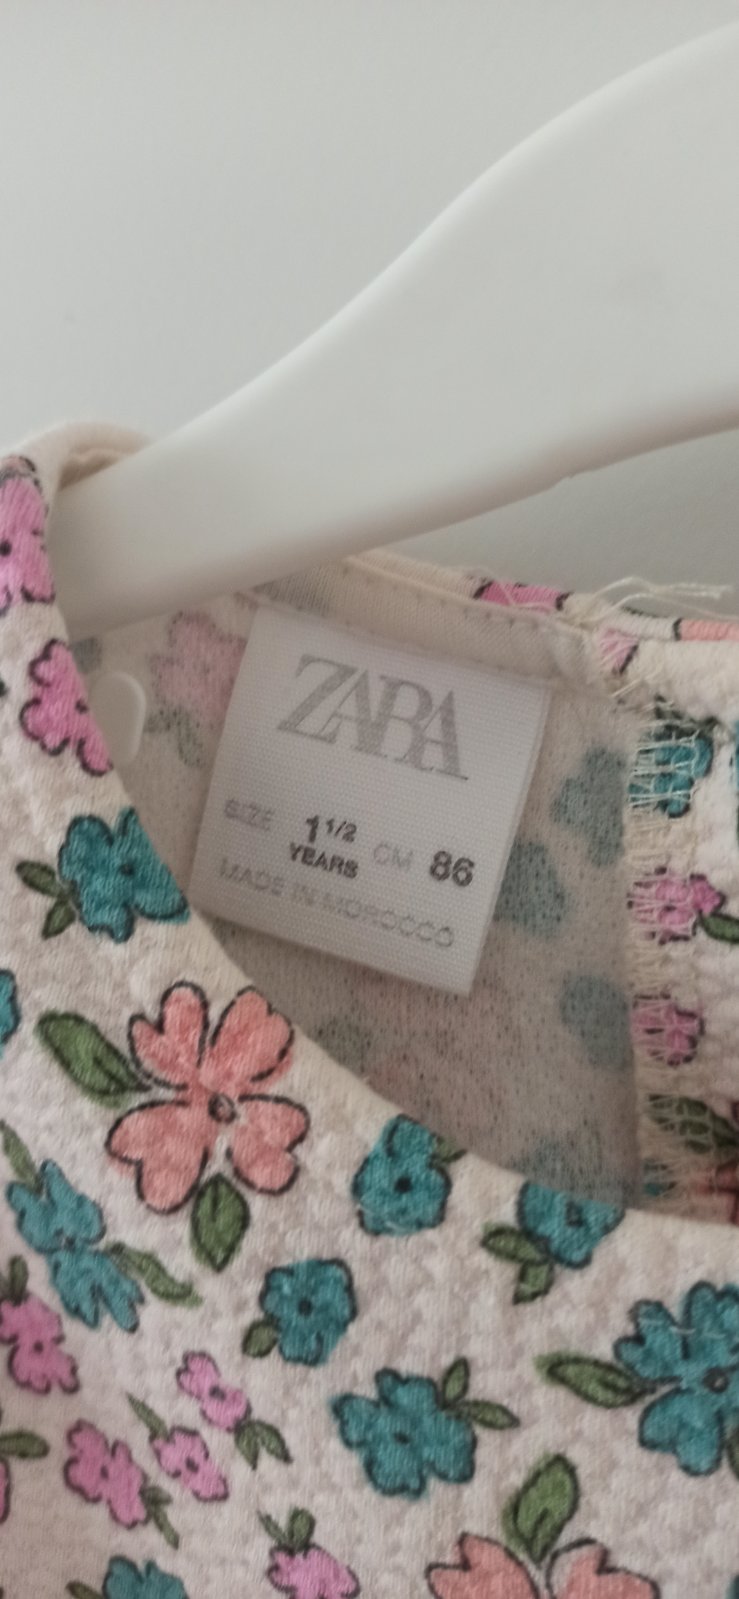 ZARA
SIZE 1 1/2 CM 86
YEARS
MADE IN MOROCCO